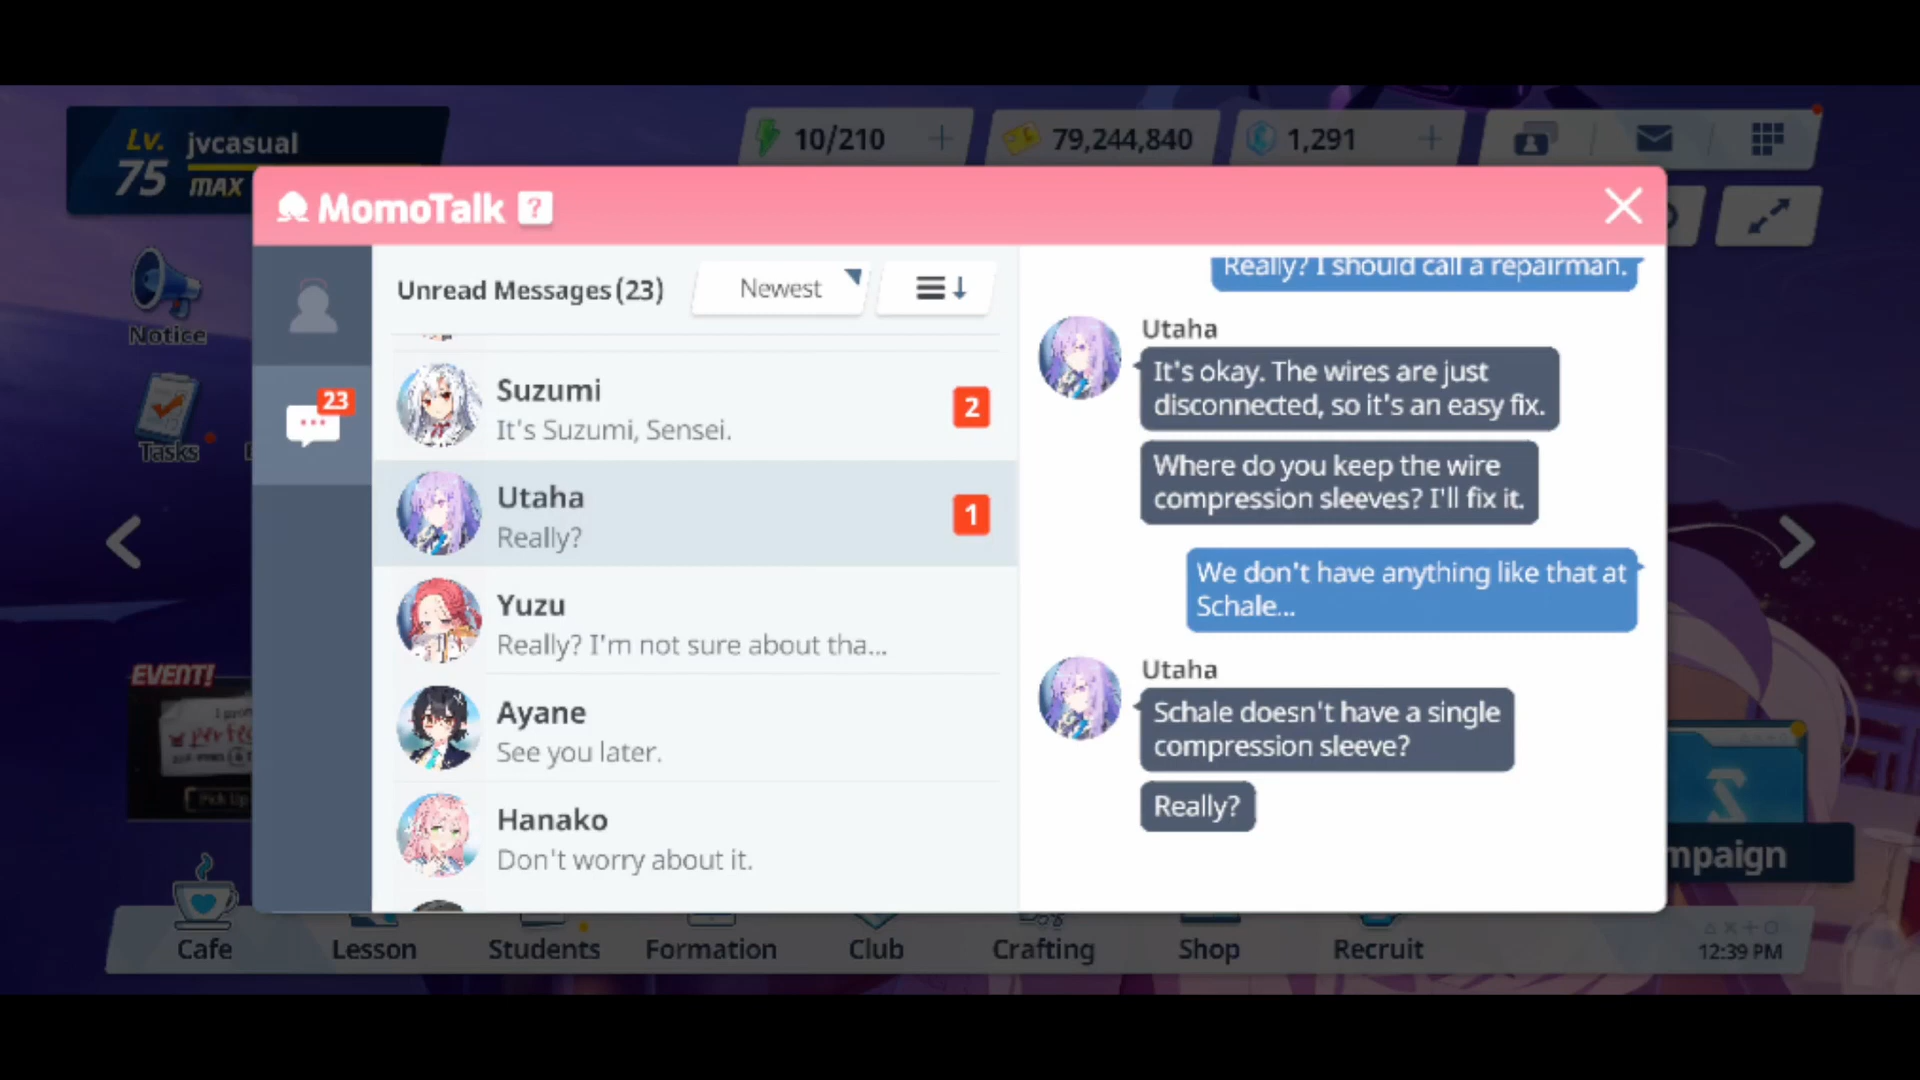 Lv.
75
jvcasual
MAX
10/210
79,244,840
1,291
MomoTalk ?
Notice
Tasks
EVENT!
23
Unread Messages (23)
Newest
Suzumi
It's Suzumi, Sensei.
2
Utaha
Really?
1
Yuzu
Really? I'm not sure about tha...
Ayane
See you later.
Hanako
Don't worry about it.
Really? I should call a repairman.
Utaha
It's okay. The wires are just
disconnected, so it's an easy fix.
Where do you keep the wire
compression sleeves? I'll fix it.
We don't have anything like that at
Schale...
Utaha
Schale doesn't have a single
compression sleeve?
Really?
mpaign
Cafe
Lesson
Students
Formation
Club
Crafting
Shop
Recruit
12:39 PM